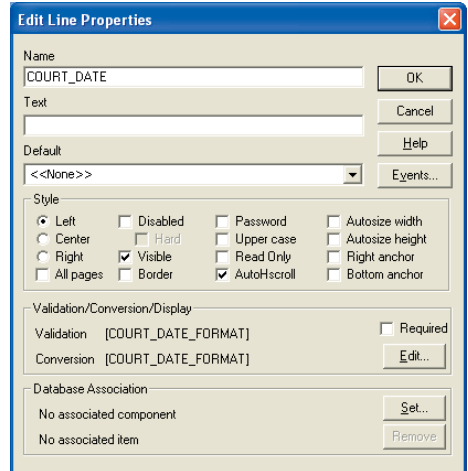 Edit Line Properties
Name
COURT_DATE
OK
Text
Cancel
Help
Default
<<None>>
Events...
Style
Left Disabled Password Autosize width
Center Hard Upper case Autosize height
Right Visible Read Only Right anchor
All pages Border AutoHscroll Bottom anchor
Validation/Conversion/Display
Validation [COURT_DATE_FORMAT] Required
Conversion [COURT_DATE_FORMAT] Edit...
Database Association
No associated component Set...
No associated item Remove